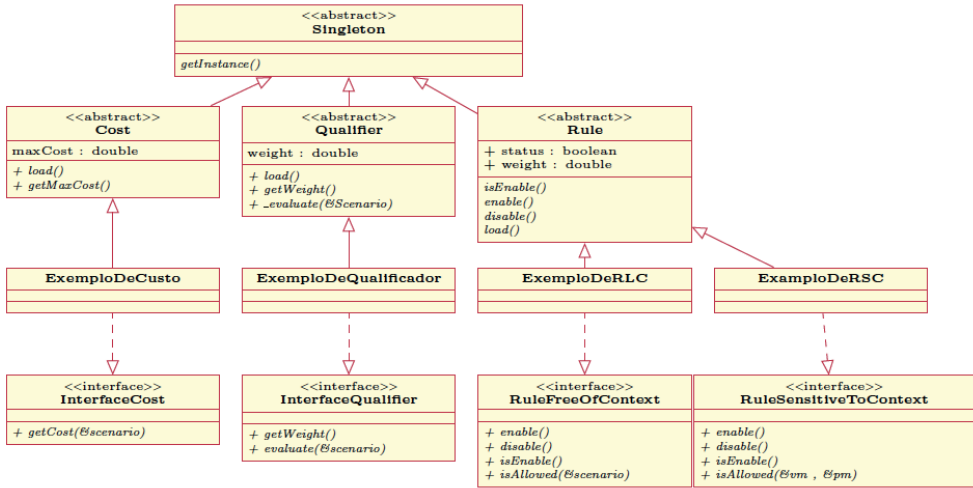 <<abstract>>
Singleton
getInstance()
<<abstract>>
Cost
maxCost : double
+ load()
+ getMaxCost()
<<abstract>>
Qualifier
weight : double
+ load()
+ getWeight()
+ _evaluate(&Scenario)
<<abstract>>
Rule
+ status : boolean
+ weight : double
isEnable()
enable()
disable()
load()
ExemploDeCusto
ExemploDeQualificador
ExemploDeRLC
ExamploDeRSC
<<interface>>
InterfaceCost
+ getCost(&scenario)
<<interface>>
InterfaceQualifier
+ getWeight()
+ evaluate(&scenario)
<<interface>>
RuleFreeOfContext
+ enable()
+ disable()
+ isEnable()
+ isAllowed(&scenario)
<<interface>>
RuleSensitiveToContext
+ enable()
+ disable()
+ isEnable()
+ isAllowed(&vm , &pm)